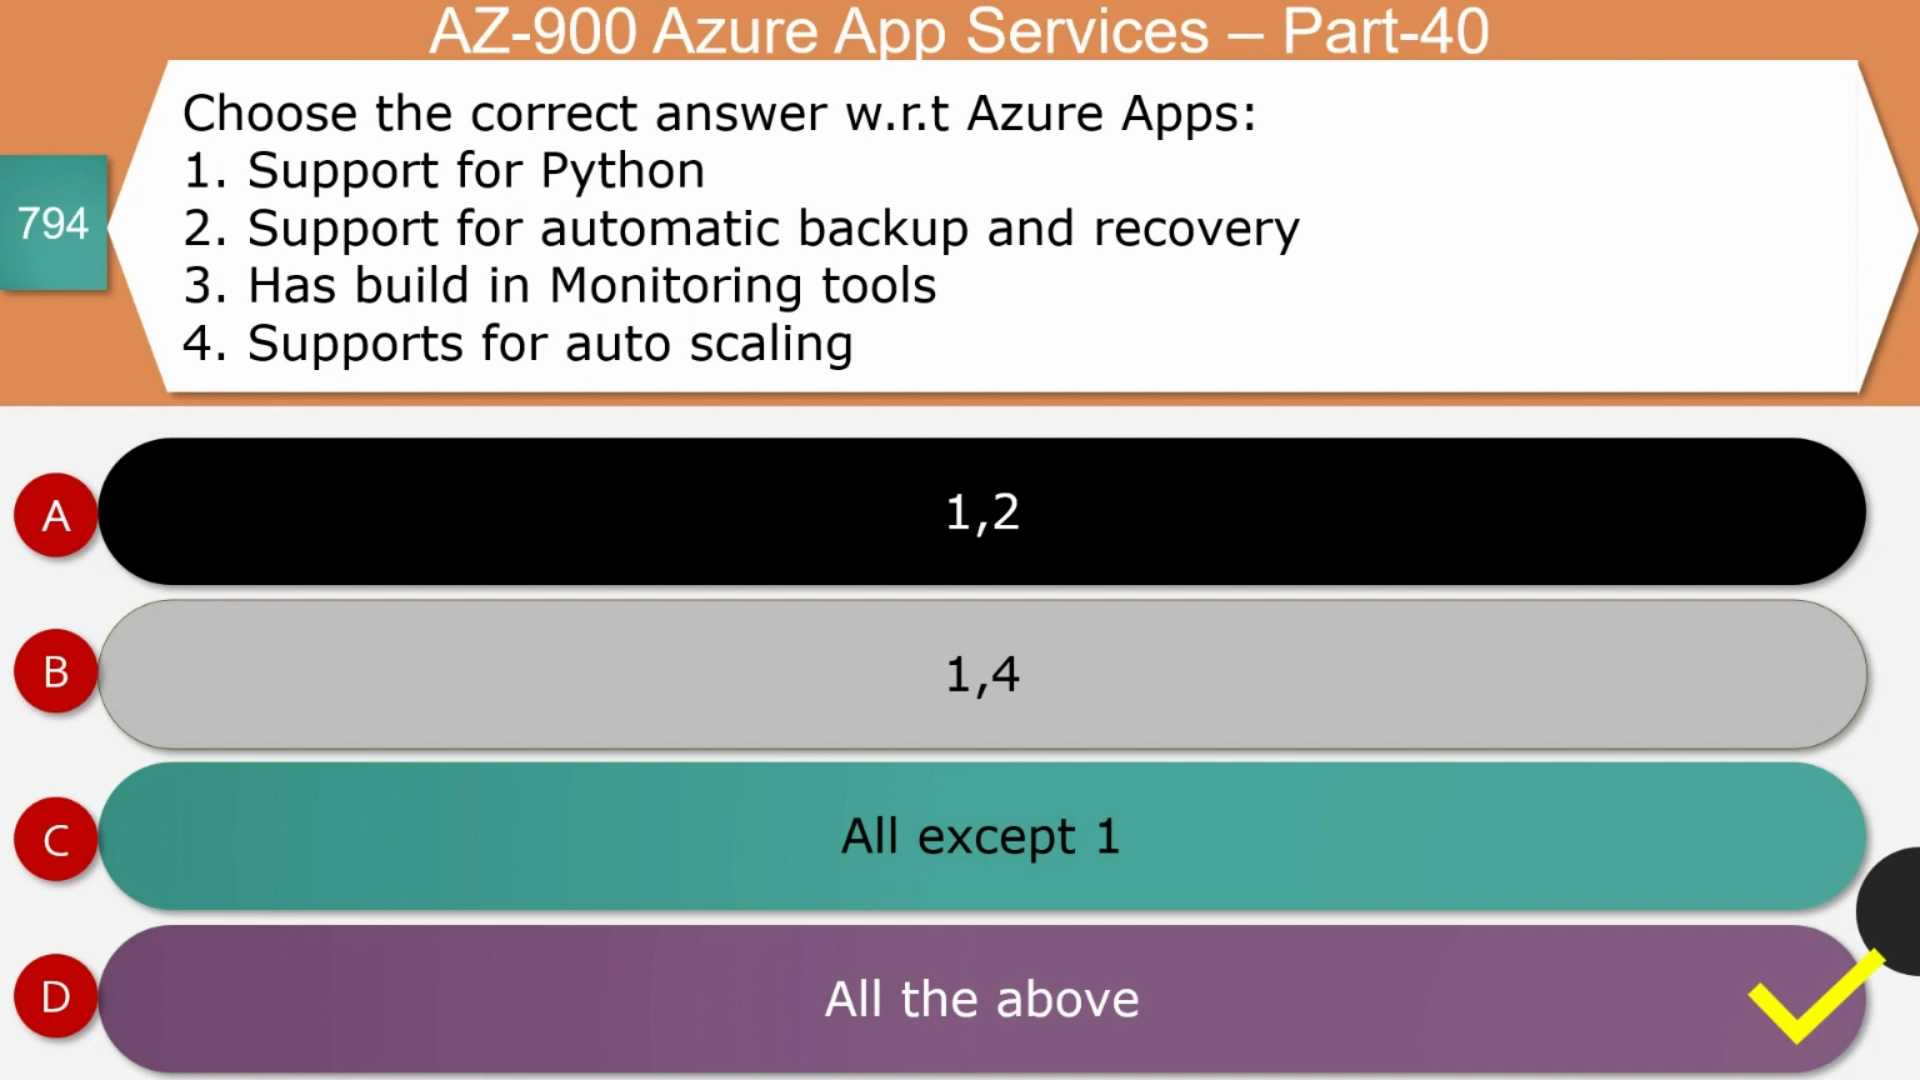 AZ-900 Azure App Services – Part-40
794
Choose the correct answer w.r.t Azure Apps:
1. Support for Python
2. Support for automatic backup and recovery
3. Has build in Monitoring tools
4. Supports for auto scaling
A
1,2
B
1,4
C
All except 1
D
All the above